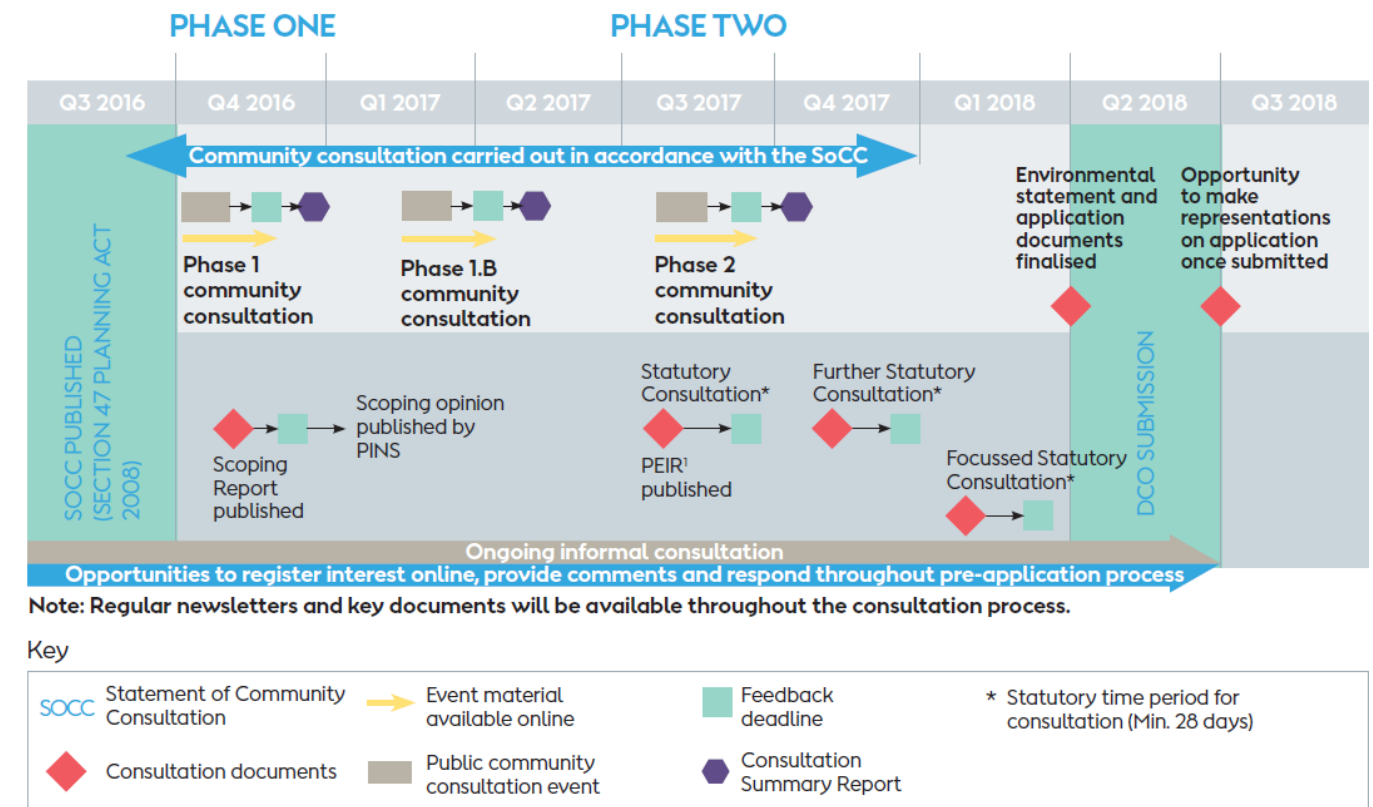 PHASE ONE
PHASE TWO
Q3 2016
Q4 2016
Q1 2017
Q2 2017
Q3 2017
Q4 2017
Q1 2018
Q2 2018
Q3 2018
Community consultation carried out in accordance with the SoCC
Phase 1
community
consultation
Phase 1.B
community
consultation
Phase 2
community
consultation
Environmental
statement and
application
documents
finalised
Opportunity
to make
representations
on application
once submitted
SOCC PUBLISHED
(SECTION 47 PLANNING ACT
2008)
Scoping
Report
published
Scoping opinion
published by
PINS
Statutory
Consultation*
PEIR¹
published
Further Statutory
Consultation*
Focussed Statutory
Consultation*
DCO SUBMISSION
Ongoing informal consultation
Opportunities to register interest online, provide comments and respond throughout pre-application process
Note: Regular newsletters and key documents will be available throughout the consultation process.
Key
SOCC
Statement of Community
Consultation
Event material
available online
Feedback
deadline
* Statutory time period for
consultation (Min. 28 days)
Consultation documents
Public community
consultation event
Consultation
Summary Report